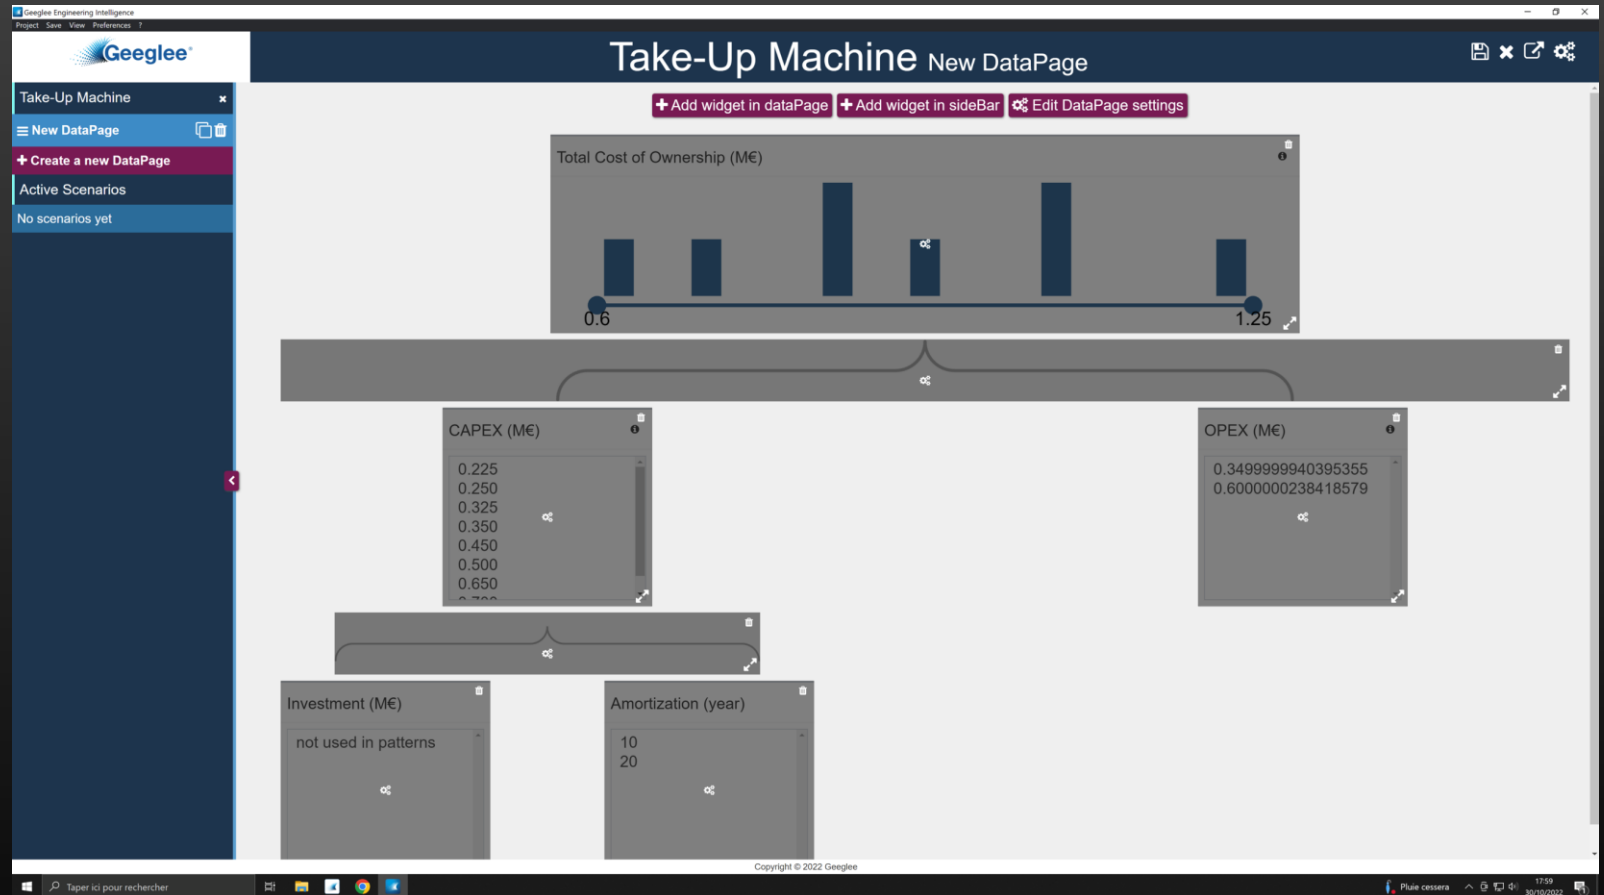 Geeglee Engineering Intelligence
Project Save View Preferences ?
Geeglee®
Take-Up Machine New DataPage
Take-Up Machine
New DataPage
Create a new DataPage
Active Scenarios
No scenarios yet
Add widget in dataPage Add widget in sideBar Edit DataPage settings
Total Cost of Ownership (M€)
0.6 1.25
CAPEX (M€)
0.225
0.250
0.325
0.350
0.450
0.500
0.650
OPEX (M€)
0.3499999940395355
0.6000000238418579
Investment (M€)
not used in patterns
Amortization (year)
10
20
Copyright © 2022 Geeglee
Taper ici pour rechercher
Pluie cessera
17:59
30/10/2022